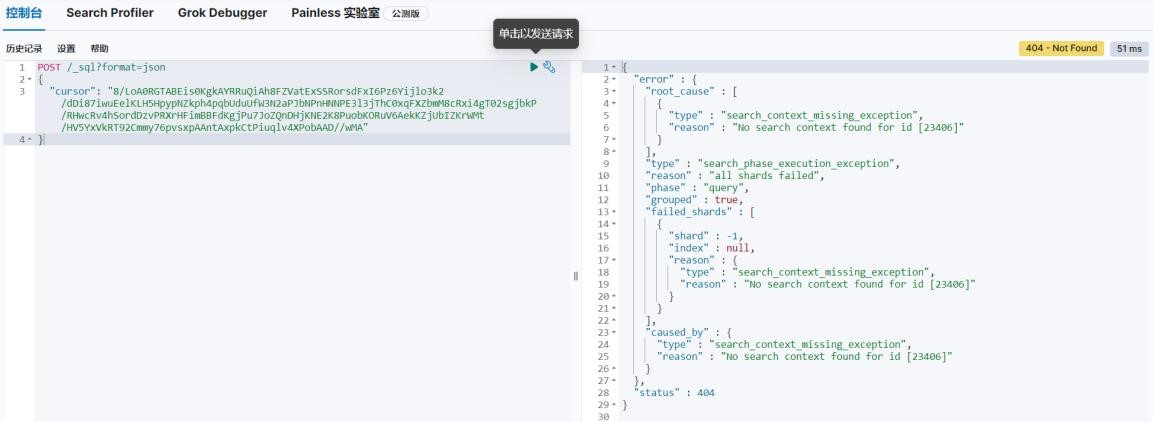 控制台 Search Profiler Grok Debugger Painless 实验室 公测版
单击以发送请求
历史记录 设置 帮助
404 - Not Found 51 ms
1 POST /_sql?format=json
2 {
3 "cursor": "8/LoA0RGTABEis0KgkAYRRuQiAh8FZVatExSSRorsdFxI6Pz6Yijlo3k2
/dDi87iwuEelKLH5HpypNZkph4pqbUduUfW3N2aPJbNPnHNNPE3l3jThC0xqFXZbmM8cRxi4gT02sgjbkP
/RHwcRv4hSordDzvPRXrHFimBBFdKgjPu7JoZQnDHjKNE2K8PuobKORuV6AekKZjUbIZKrWMt
/HV5YxVkRT92Cmmy76pvsxpAAntAxpkCtPiuqlv4XPobAAD//wMA"
4 }
1 {
2 "error" : {
3 "root_cause" : [
4 {
5 "type" : "search_context_missing_exception",
6 "reason" : "No search context found for id [23406]"
7 }
8 ],
9 "type" : "search_phase_execution_exception",
10 "reason" : "all shards failed",
11 "phase" : "query",
12 "grouped" : true,
13 "failed_shards" : [
14 {
15 "shard" : -1,
16 "index" : null,
17 "reason" : {
18 "type" : "search_context_missing_exception",
19 "reason" : "No search context found for id [23406]"
20 }
21 }
22 ],
23 "caused_by" : {
24 "type" : "search_context_missing_exception",
25 "reason" : "No search context found for id [23406]"
26 }
27 },
28 "status" : 404
29 }
30